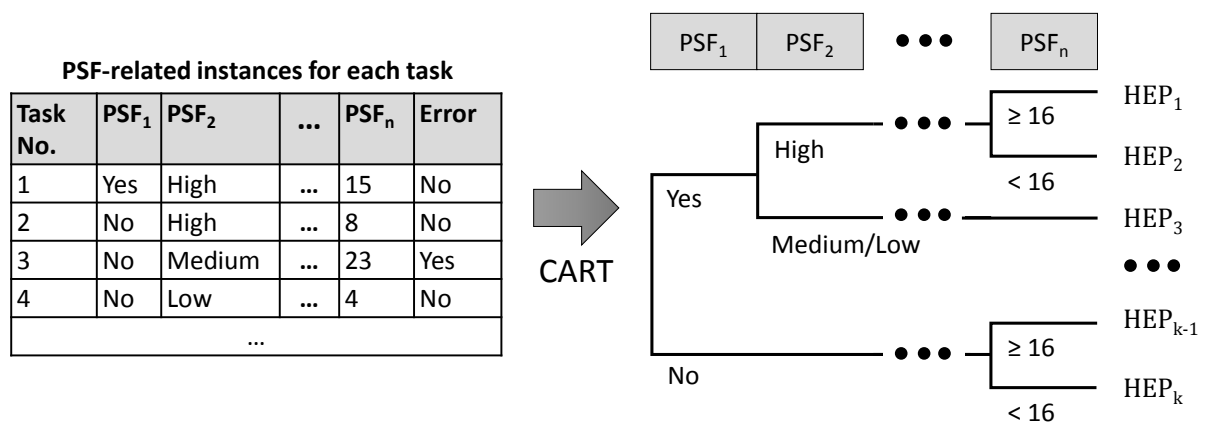 PSF-related instances for each task
Task No. PSF₁ PSF₂ ... PSFₙ Error
1 Yes High ... 15 No
2 No High ... 8 No
3 No Medium ... 23 Yes
4 No Low ... 4 No
...
CART
PSF₁ PSF₂ ••• PSFₙ
Yes
High
•••
≥ 16
HEP₁
< 16
HEP₂
Medium/Low
•••
HEP₃
•••
No
•••
≥ 16
HEPₖ₋₁
< 16
HEPₖ